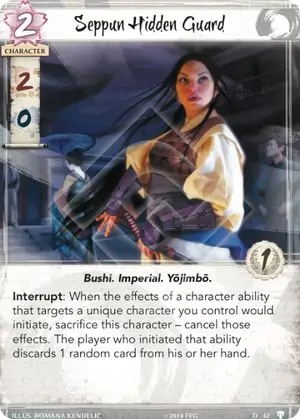 Seppun Hidden Guard
2
CHARACTER
2
0
1
Bushi. Imperial. Yōjimbō.
Interrupt: When the effects of a character ability
that targets a unique character you control would
initiate, sacrifice this character – cancel those
effects. The player who initiated that ability
discards 1 random card from his or her hand.
ILLUS. ROMANA KENDELIC
©2018 FFG
D 42